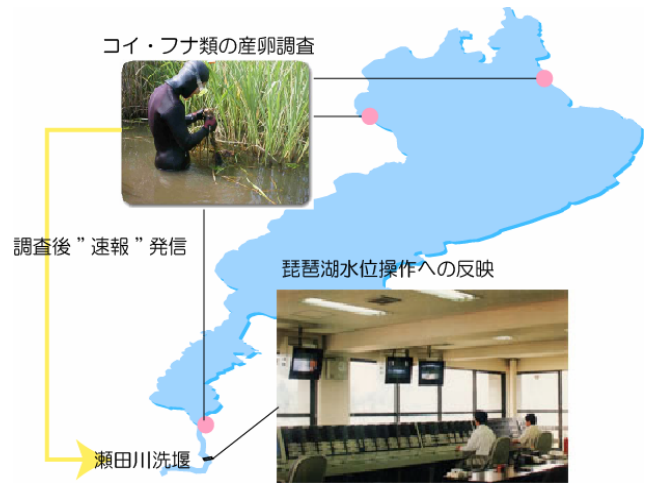 コイ・フナ類の産卵調査
調査後”速報”発信
琵琶湖水位操作への反映
瀬田川洗堰